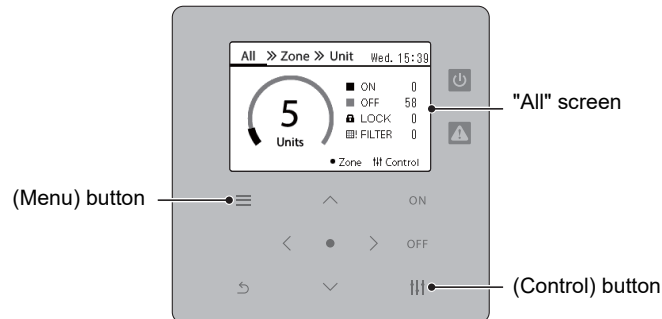 All » Zone » Unit Wed. 15:39
ON 0
OFF 58
LOCK 0
! FILTER 0
5
Units
• Zone Control
"All" screen
(Menu) button
ON
OFF
(Control) button